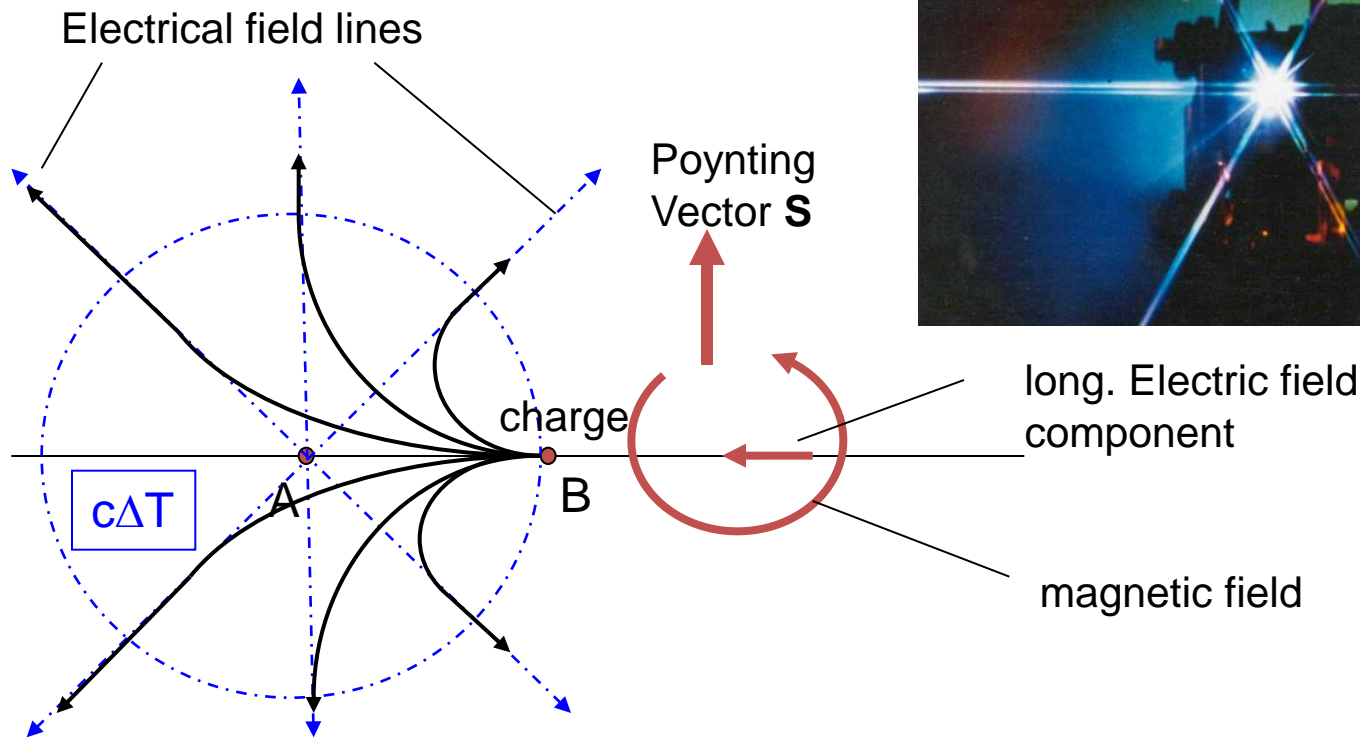 Electrical field lines
Poynting
Vector S
charge
long. Electric field
component
A
B
cΔT
magnetic field